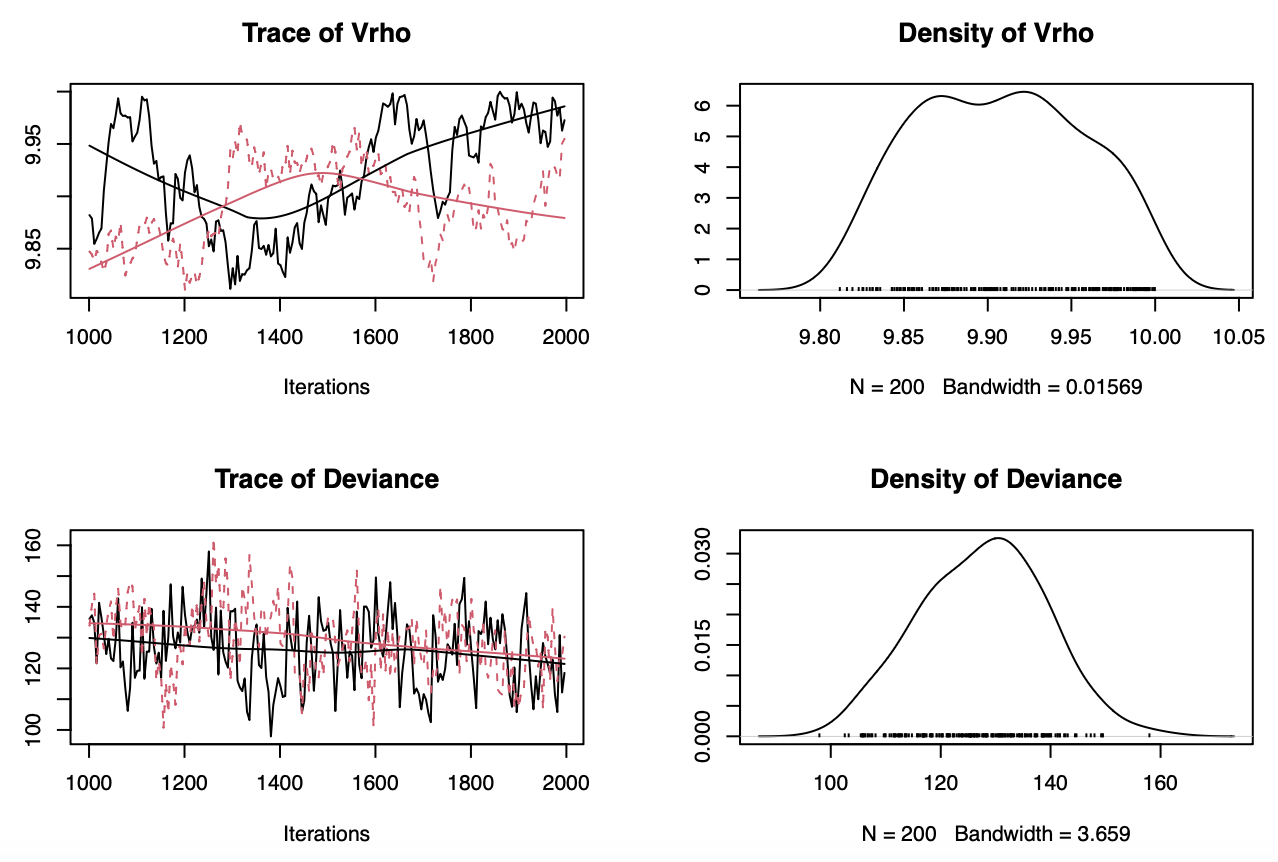 Trace of Vrho
9.95
9.85
1000 1200 1400 1600 1800 2000
Iterations
Density of Vrho
6
5
4
3
2
1
0
9.80 9.85 9.90 9.95 10.00 10.05
N = 200 Bandwidth = 0.01569
Trace of Deviance
160
140
120
100
1000 1200 1400 1600 1800 2000
Iterations
Density of Deviance
0.030
0.015
0.000
100 120 140 160
N = 200 Bandwidth = 3.659